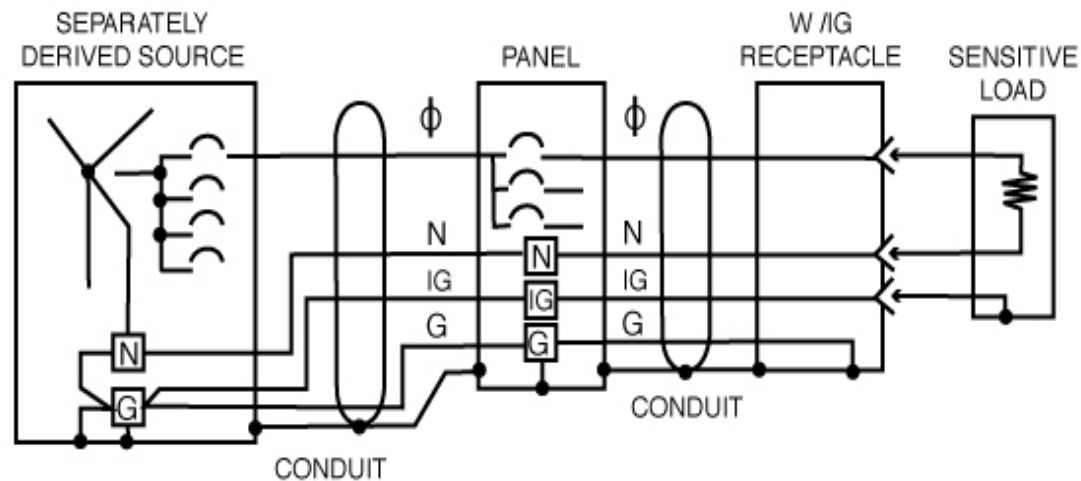 SEPARATELY
DERIVED SOURCE
PANEL
W /IG
RECEPTACLE
SENSITIVE
LOAD
ϕ
ϕ
N
N
N
IG
IG
IG
G
G
G
N
G
CONDUIT
CONDUIT